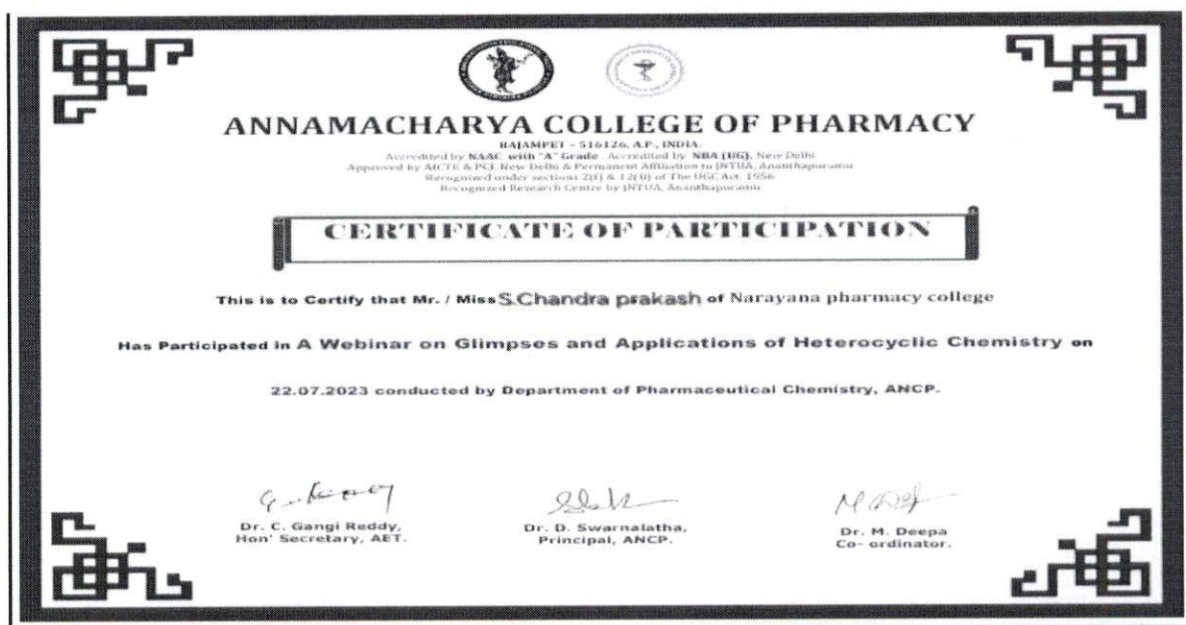 ANNAMACHARYA COLLEGE OF PHARMACY
RAJAMPET – 516126, A.P., INDIA.
Accredited by NAAC with "A" Grade. Accredited by NBA (UG), New Delhi
Approved by AICTE & PCI, New Delhi & Permanent Affiliation to JNTUA, Ananthapuramu
Recognized under sections 2(f) & 12(B) of The UGC Act. 1956
Recognized Research Centre by JNTUA, Ananthapuramu
CERTIFICATE OF PARTICIPATION
This is to Certify that Mr. / Miss S.Chandra prakash of Narayana pharmacy college
Has Participated in A Webinar on Glimpses and Applications of Heterocyclic Chemistry on
22.07.2023 conducted by Department of Pharmaceutical Chemistry, ANCP.
Dr. C. Gangi Reddy,
Hon' Secretary, AET.
Dr. D. Swarnalatha,
Principal, ANCP.
Dr. M. Deepa
Co- ordinator.